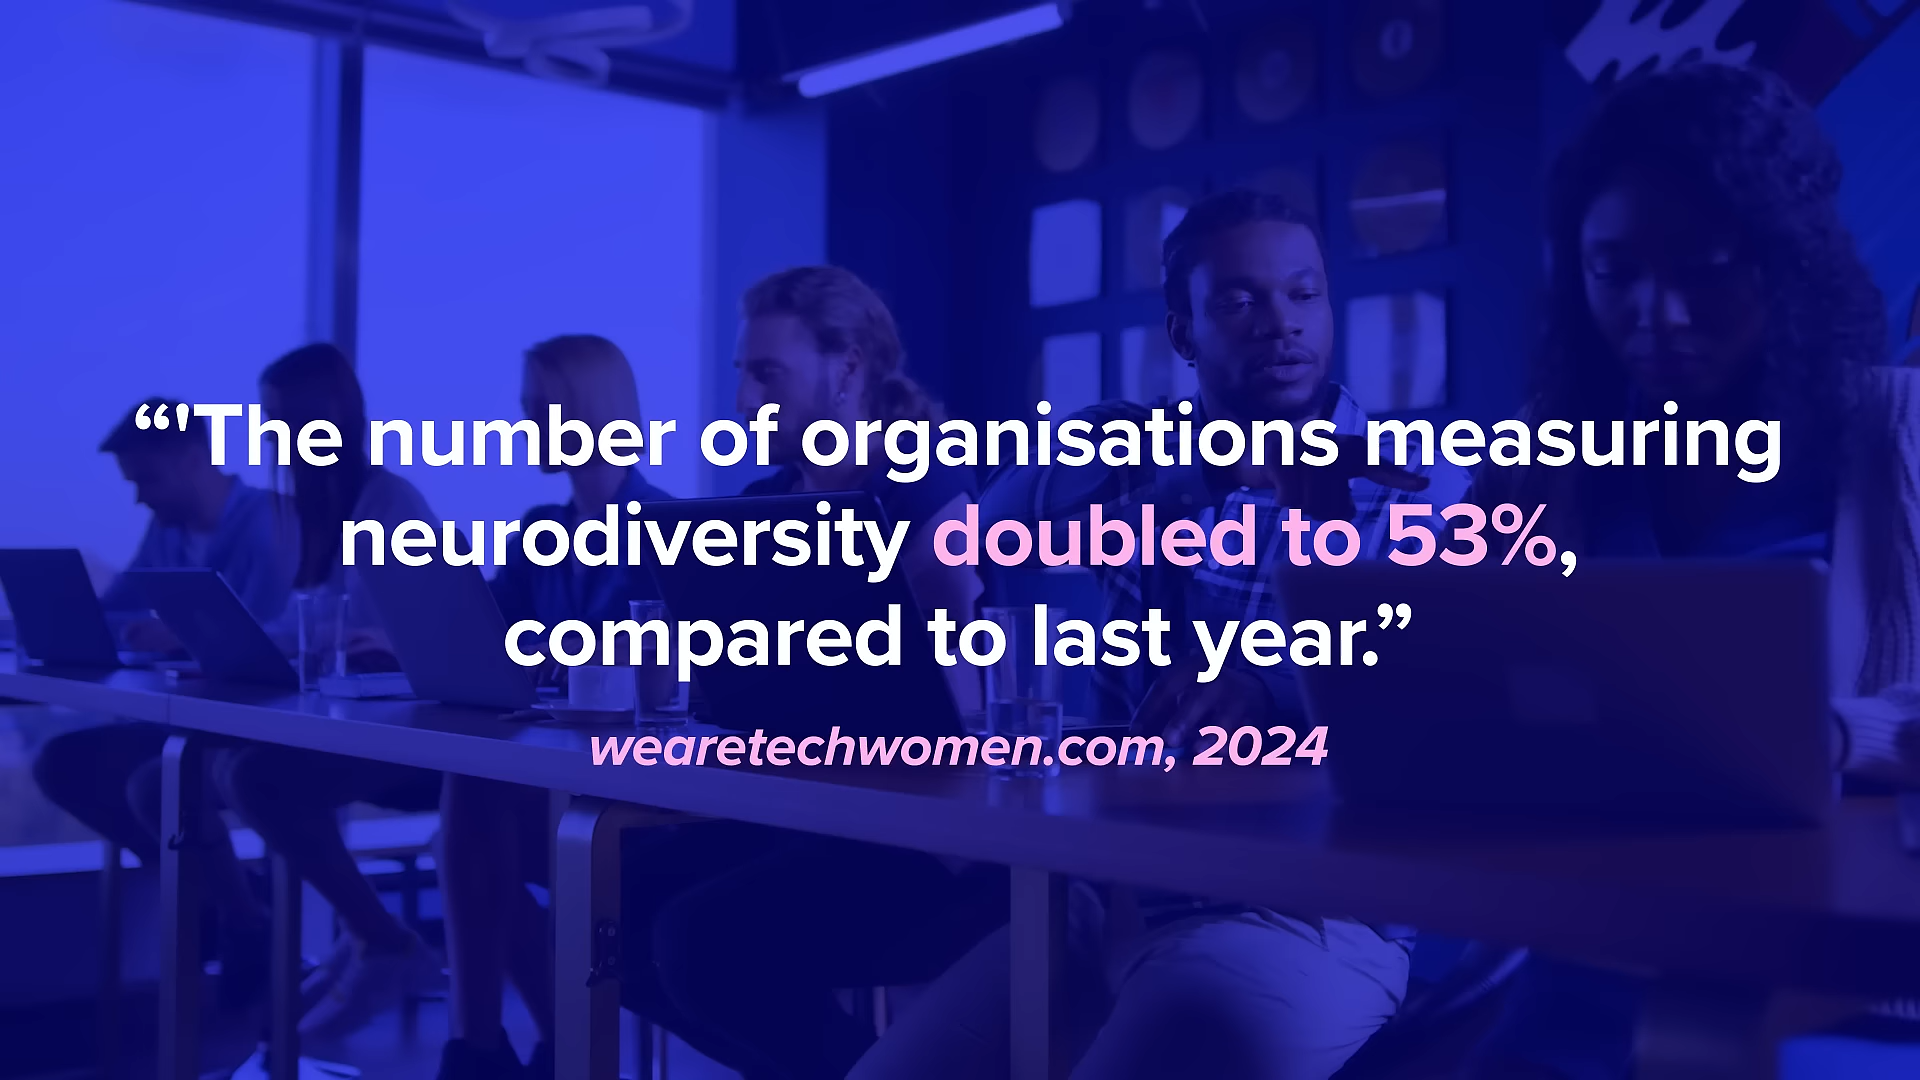 “'The number of organisations measuring
neurodiversity doubled to 53%,
compared to last year.”
wearetechwomen.com, 2024